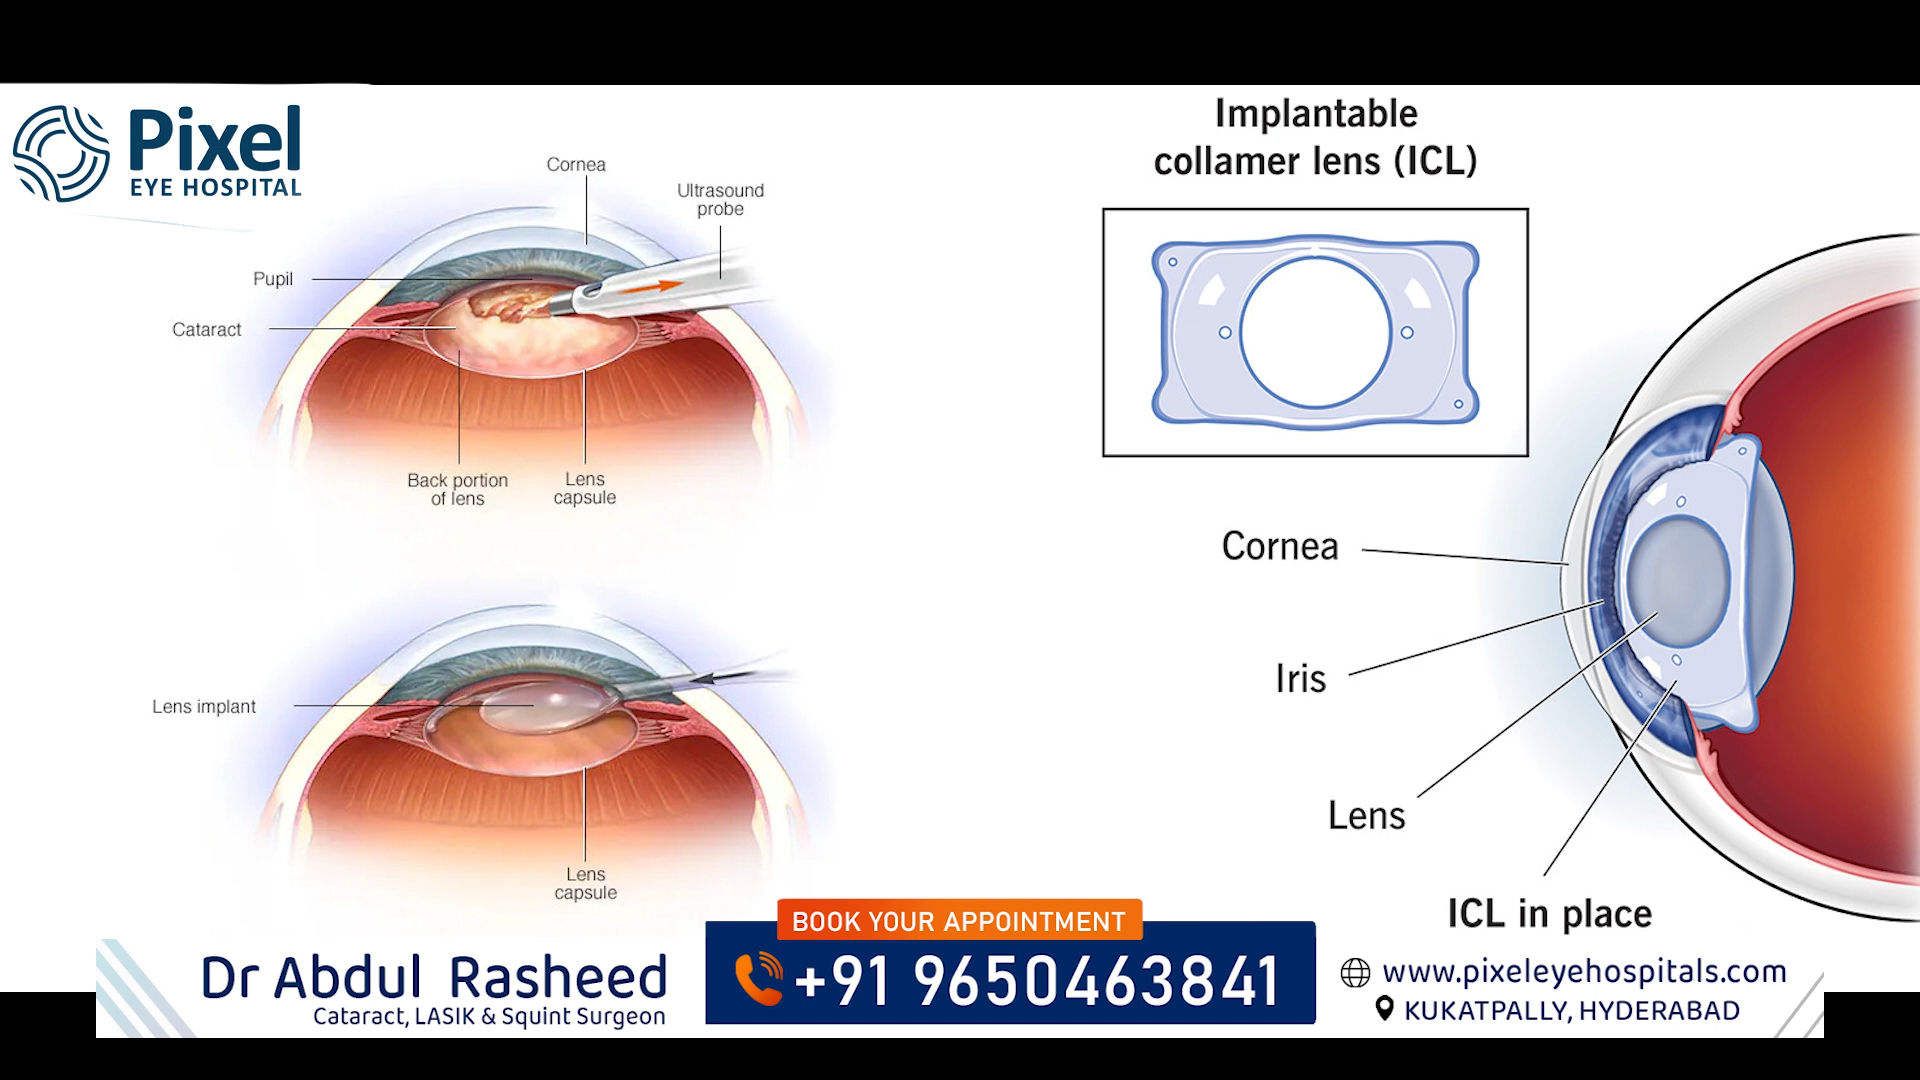 Pixel
EYE HOSPITAL
Cornea
Ultrasound
probe
Pupil
Cataract
Back portion
of lens
Lens
capsule
Lens implant
Lens
capsule
Implantable
collamer lens (ICL)
Cornea
Iris
Lens
ICL in place
BOOK YOUR APPOINTMENT
+91 9650463841
Dr Abdul Rasheed
Cataract, LASIK & Squint Surgeon
www.pixeleyehospitals.com
KUKATPALLY, HYDERABAD